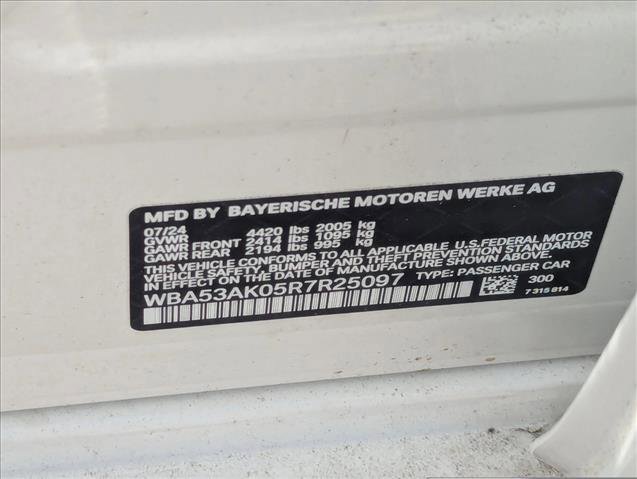 MFD BY BAYERISCHE MOTOREN WERKE AG
07/24
GVWR 4420 lbs 2005 kg
GAWR FRONT 2414 lbs 1095 kg
GAWR REAR 2194 lbs 995 kg
THIS VEHICLE CONFORMS TO ALL APPLICABLE U.S.FEDERAL MOTOR
VEHICLE SAFETY, BUMPER AND THEFT PREVENTION STANDARDS
IN EFFECT ON THE DATE OF MANUFACTURE SHOWN ABOVE.
WBA53AK05R7R25097 TYPE: PASSENGER CAR
300
7 315 814